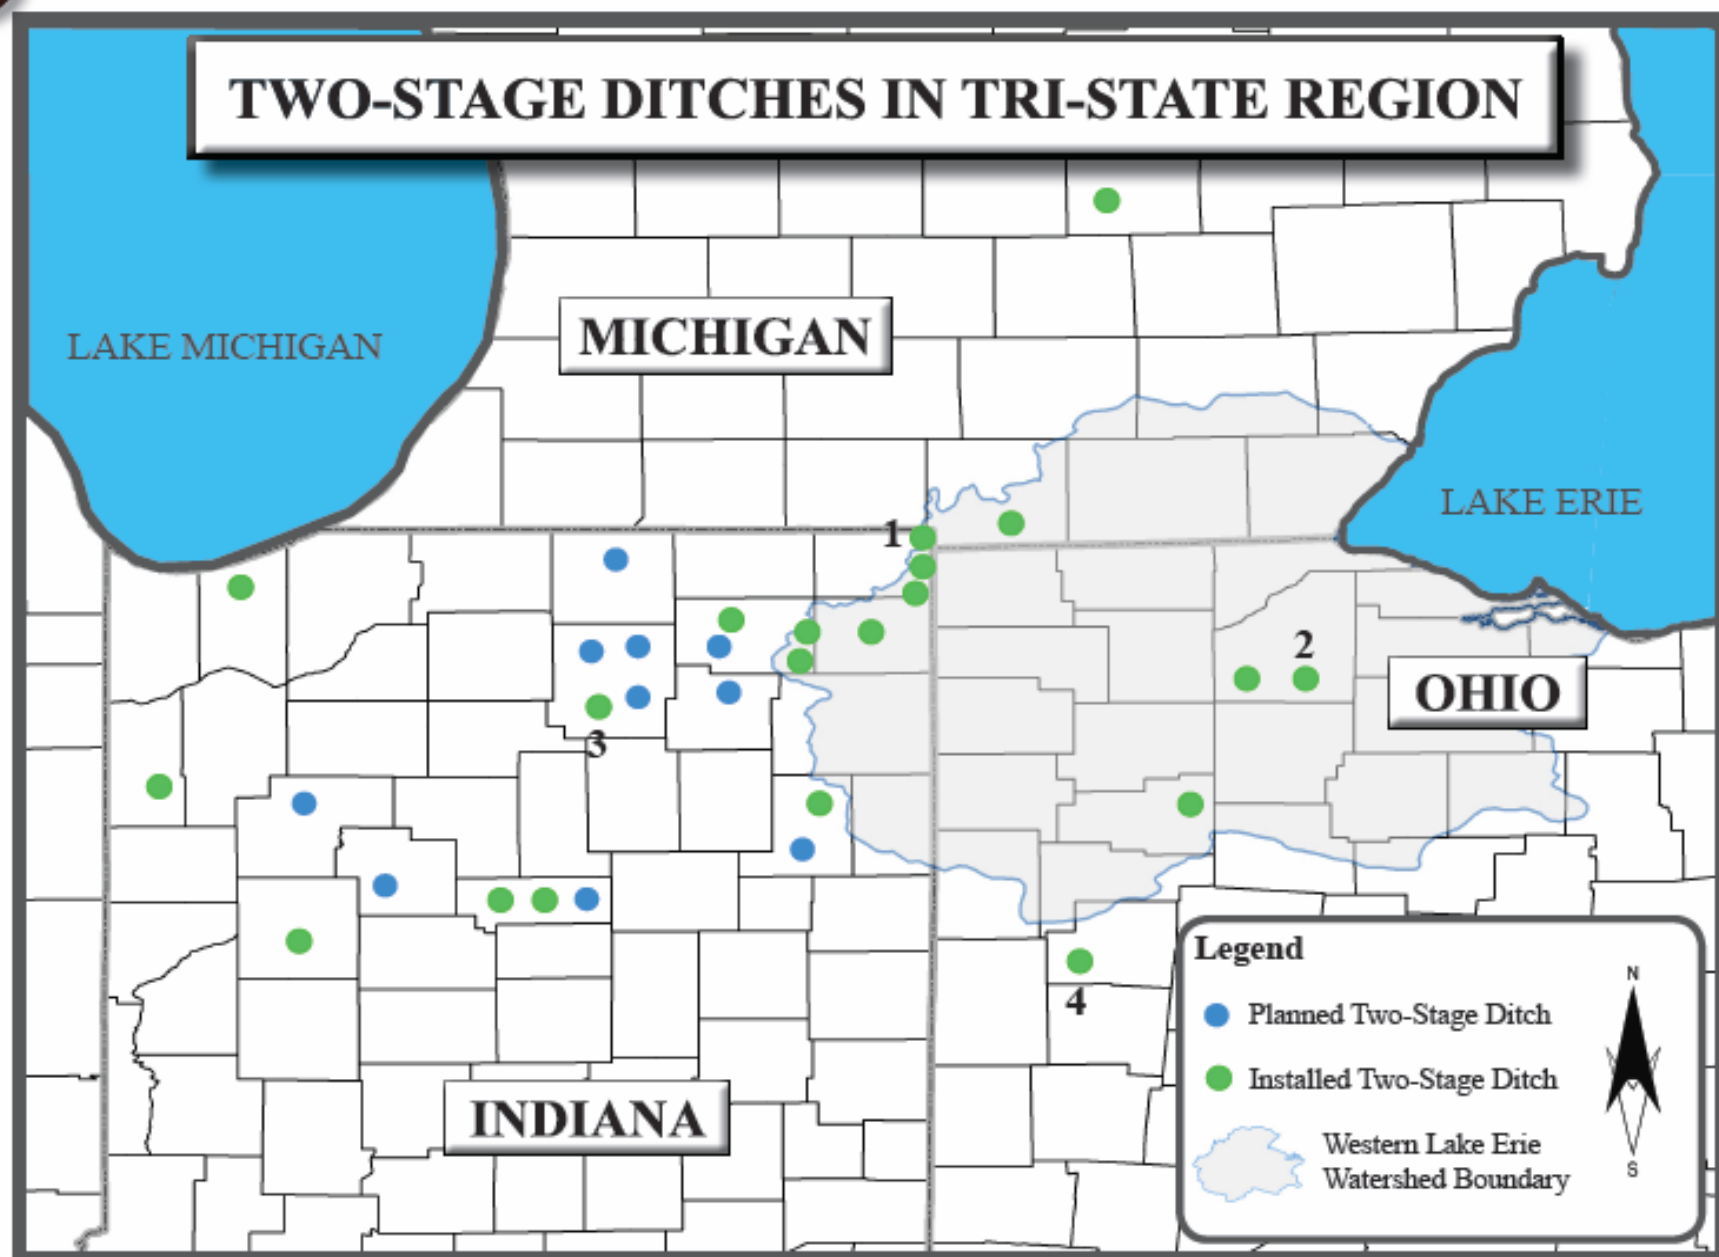 TWO-STAGE DITCHES IN TRI-STATE REGION
MICHIGAN
LAKE MICHIGAN
LAKE ERIE
1
2
OHIO
3
4
INDIANA
Legend
Planned Two-Stage Ditch
Installed Two-Stage Ditch
Western Lake Erie
Watershed Boundary
N
S